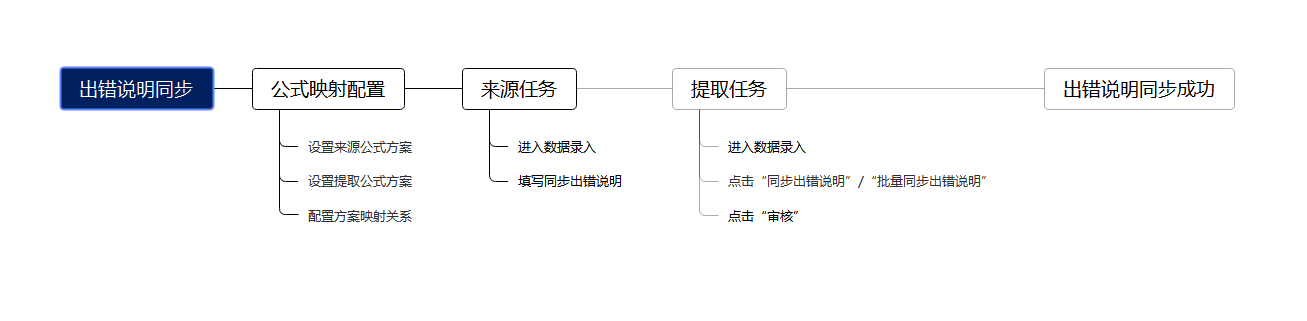 出错说明同步
公式映射配置
设置来源公式方案
设置提取公式方案
配置方案映射关系
来源任务
进入数据录入
填写同步出错说明
提取任务
进入数据录入
点击“同步出错说明”/“批量同步出错说明”
点击“审核”
出错说明同步成功